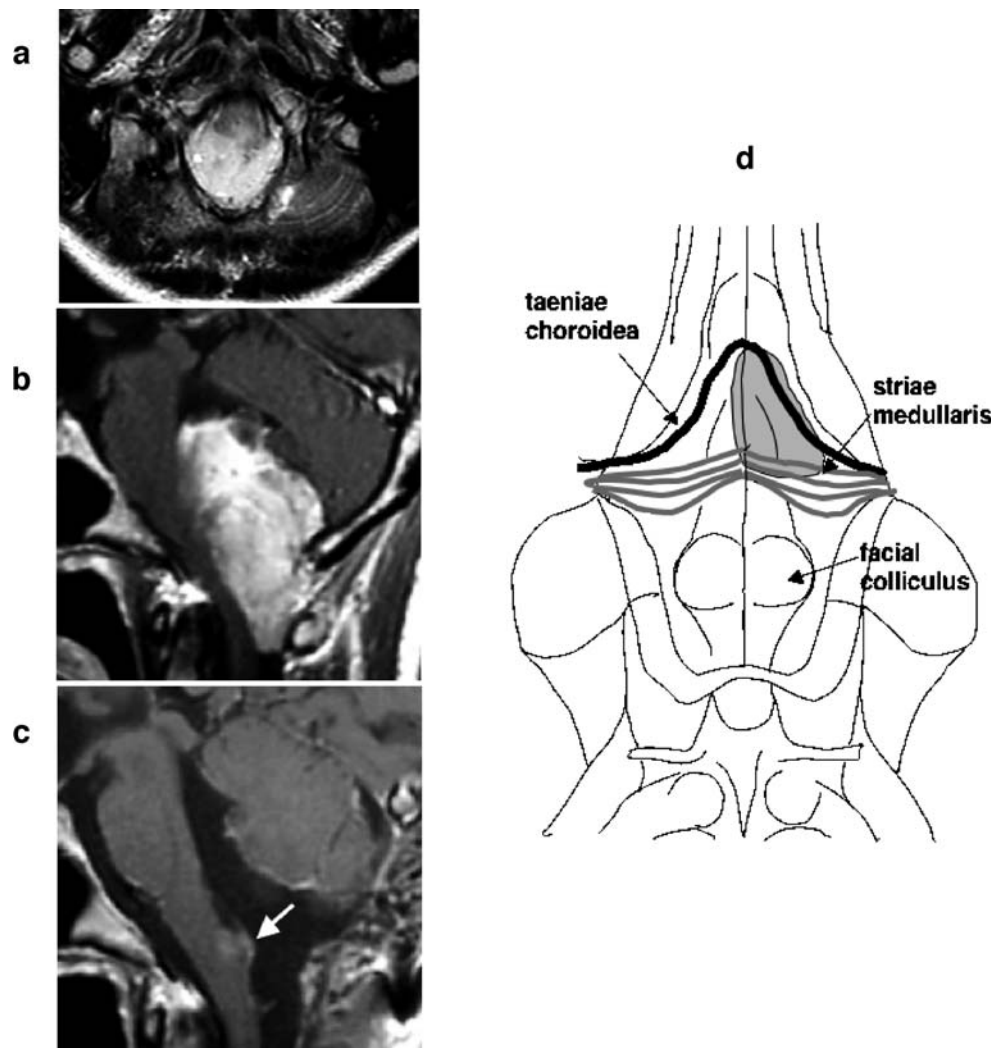 a
b
c
d
taeniae
choroidea
striae
medullaris
facial
colliculus